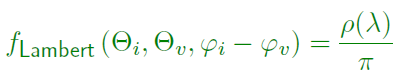 f_Lambert (Θ_i, Θ_v, φ_i − φ_v) = ρ(λ)/π